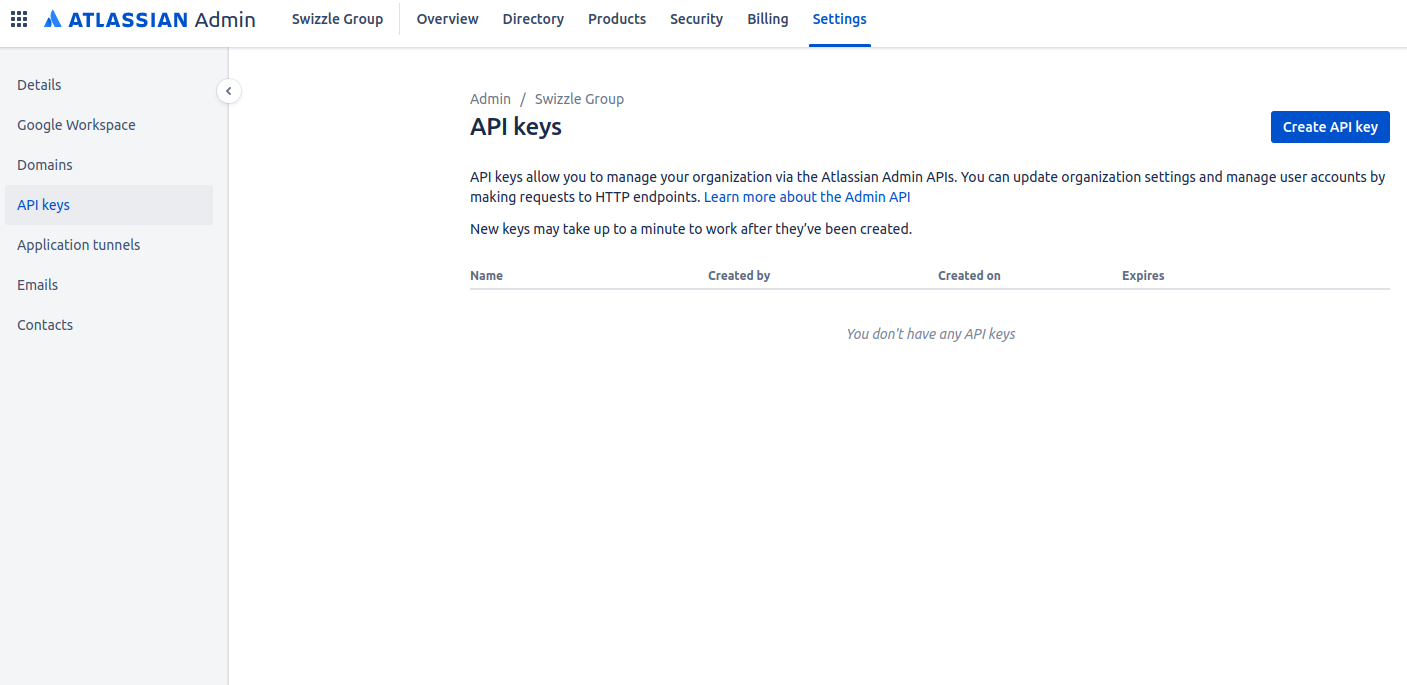 ATLASSIAN Admin
Swizzle Group
Overview
Directory
Products
Security
Billing
Settings
Details
Google Workspace
Domains
API keys
Application tunnels
Emails
Contacts
Admin / Swizzle Group
API keys
Create API key
API keys allow you to manage your organization via the Atlassian Admin APIs. You can update organization settings and manage user accounts by
making requests to HTTP endpoints. Learn more about the Admin API
New keys may take up to a minute to work after they’ve been created.
Name
Created by
Created on
Expires
You don't have any API keys